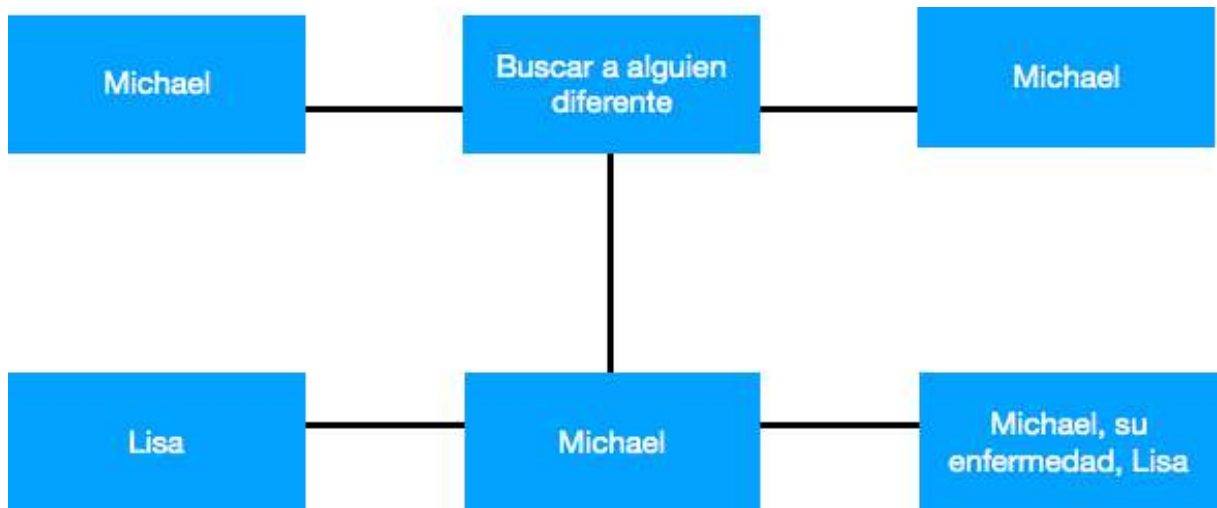 Michael
Buscar a alguien
diferente
Michael
Lisa
Michael
Michael, su
enfermedad, Lisa